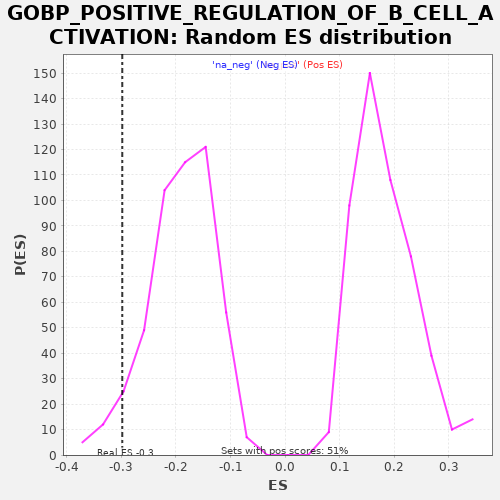 GOBP_POSITIVE_REGULATION_OF_B_CELL_A
CTIVATION: Random ES distribution
'na_neg' (Neg ES)' (Pos ES)
P(ES)
150
140
130
120
110
100
90
80
70
60
50
40
30
20
10
0
Real ES -0.3
Sets with pos scores: 51%
-0.4 -0.3 -0.2 -0.1 0.0 0.1 0.2 0.3
ES